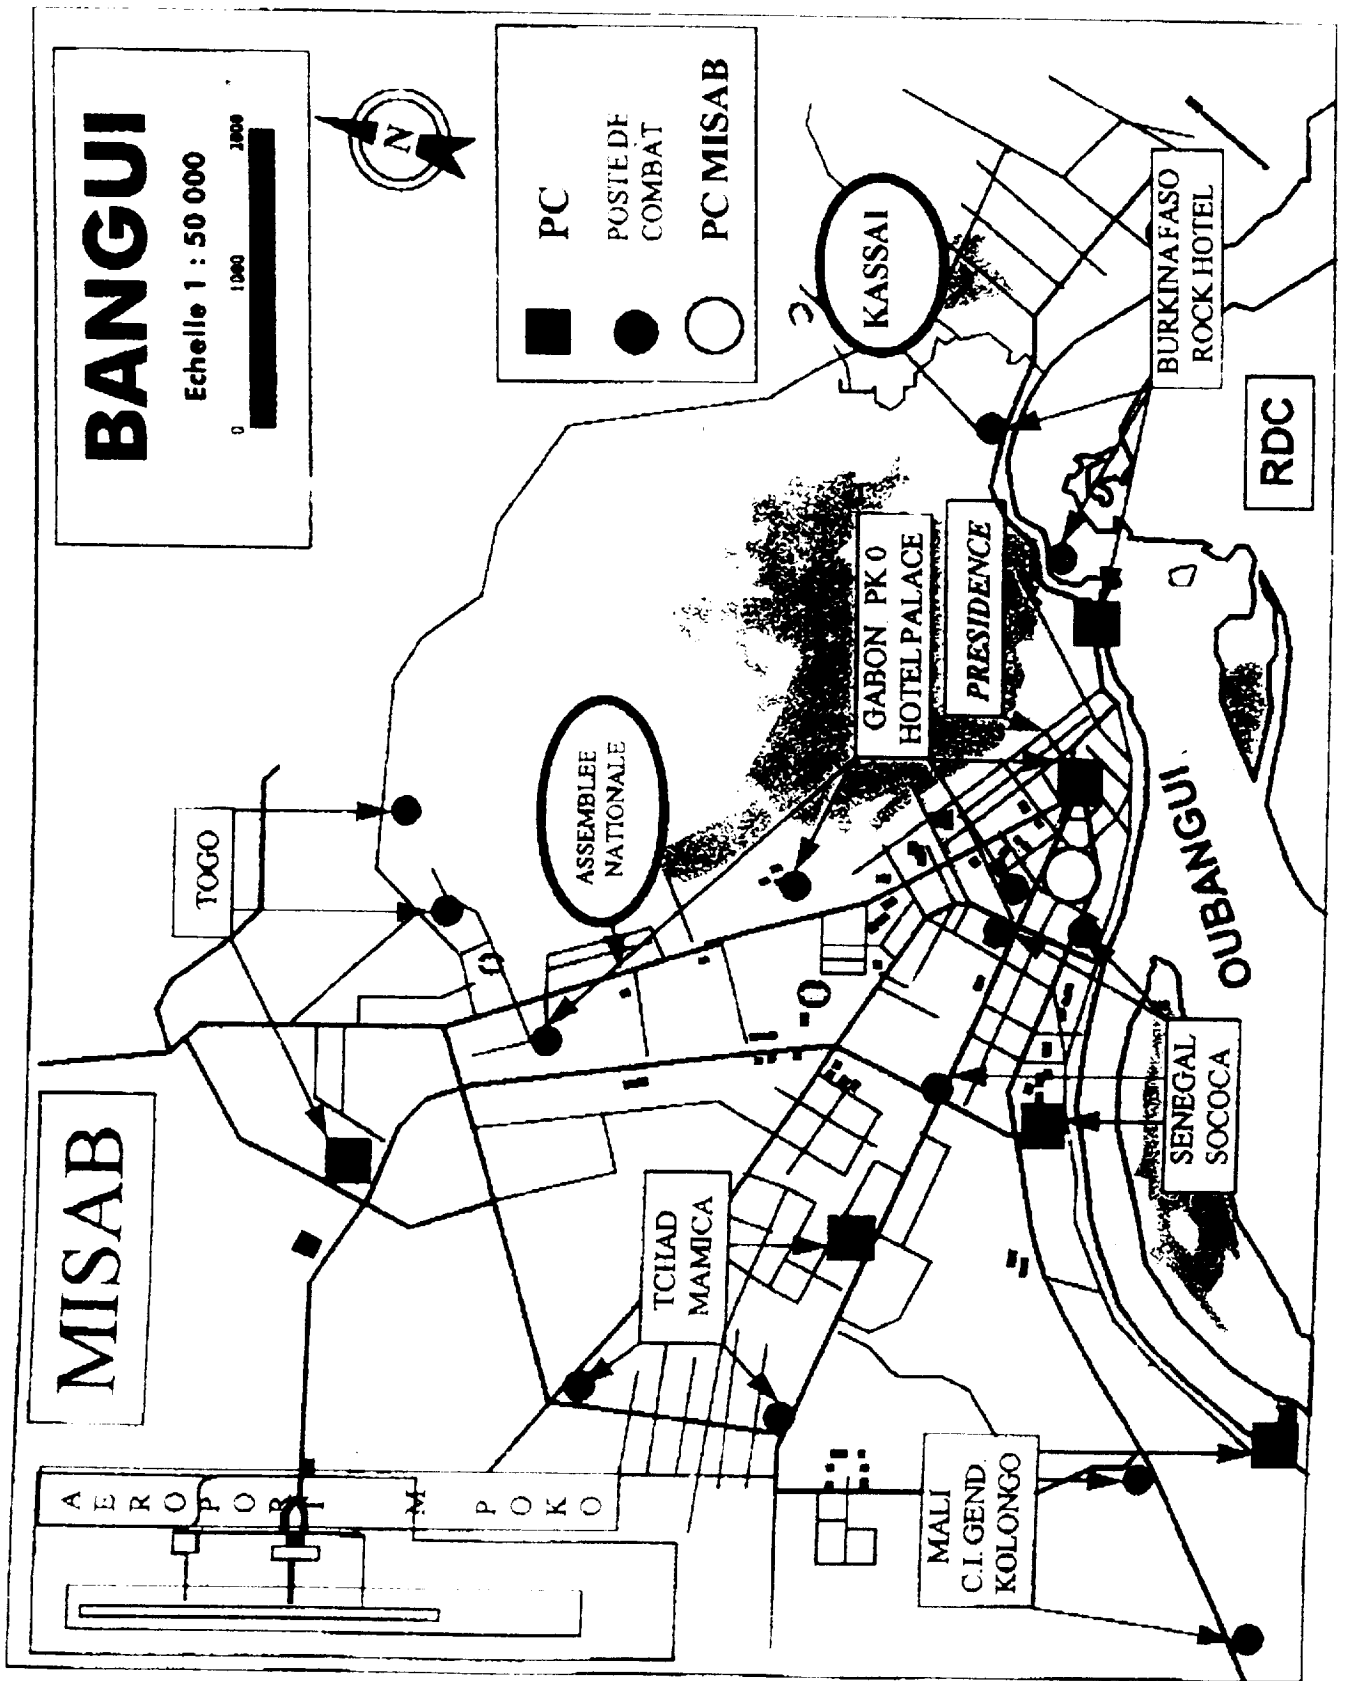 MISAB
BANGUI
Echelle 1 : 50 000
0 1000 2000
N
PC
POSTE DE
COMBAT
PC MISAB
TOGO
ASSEMBLEE
NATIONALE
KASSAI
GABON PK 0
HOTEL PALACE
PRESIDENCE
BURKINA FASO
ROCK HOTEL
RDC
OUBANGUI
TCHAD
MAMICA
SENEGAL
SOCOCA
MALI
C.I. GEND.
KOLONGO
AEROPORT M POKO